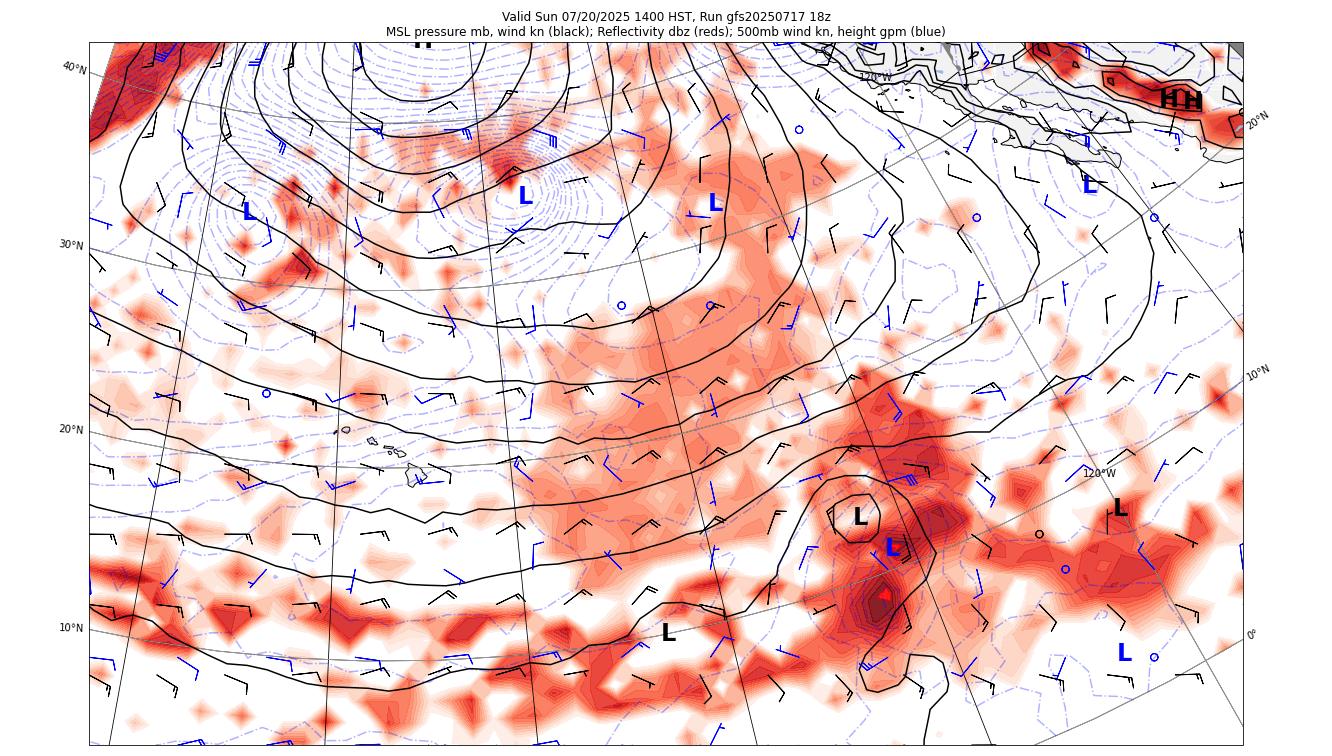 Valid Sun 07/20/2025 1400 HST, Run gfs20250717 18z
MSL pressure mb, wind kn (black); Reflectivity dbz (reds); 500mb wind kn, height gpm (blue)
H
40°N
120°W
H H
20°N
L
L
L
L
30°N
10°N
20°N
120°W
L
L
L
10°N
L
0°
L